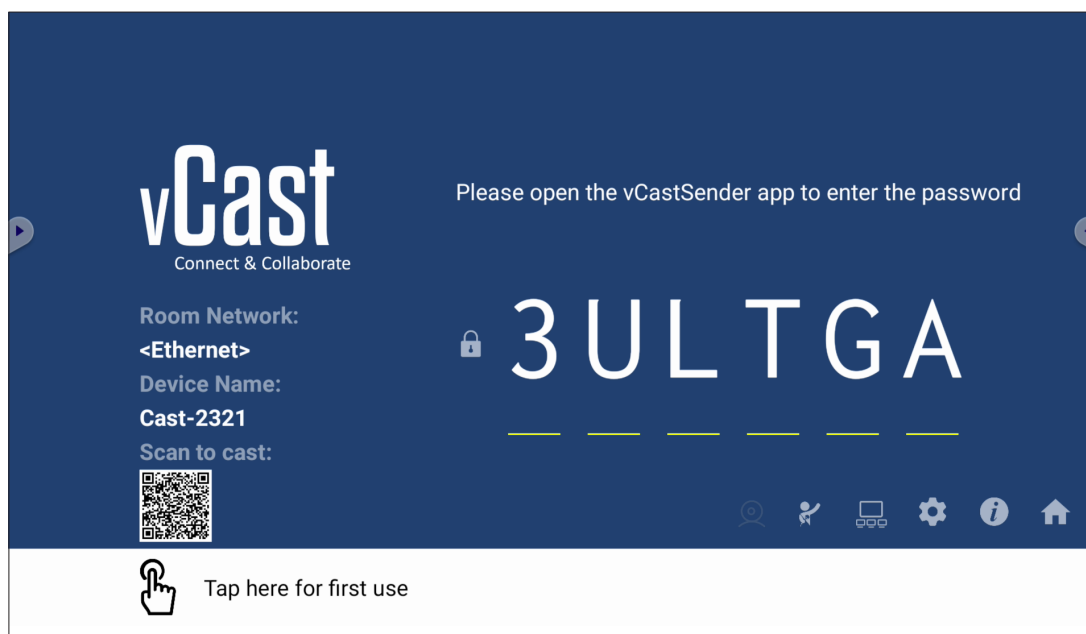 vCast
Connect & Collaborate
Please open the vCastSender app to enter the password
Room Network:
<Ethernet>
Device Name:
Cast-2321
Scan to cast:
3ULTGA
Tap here for first use